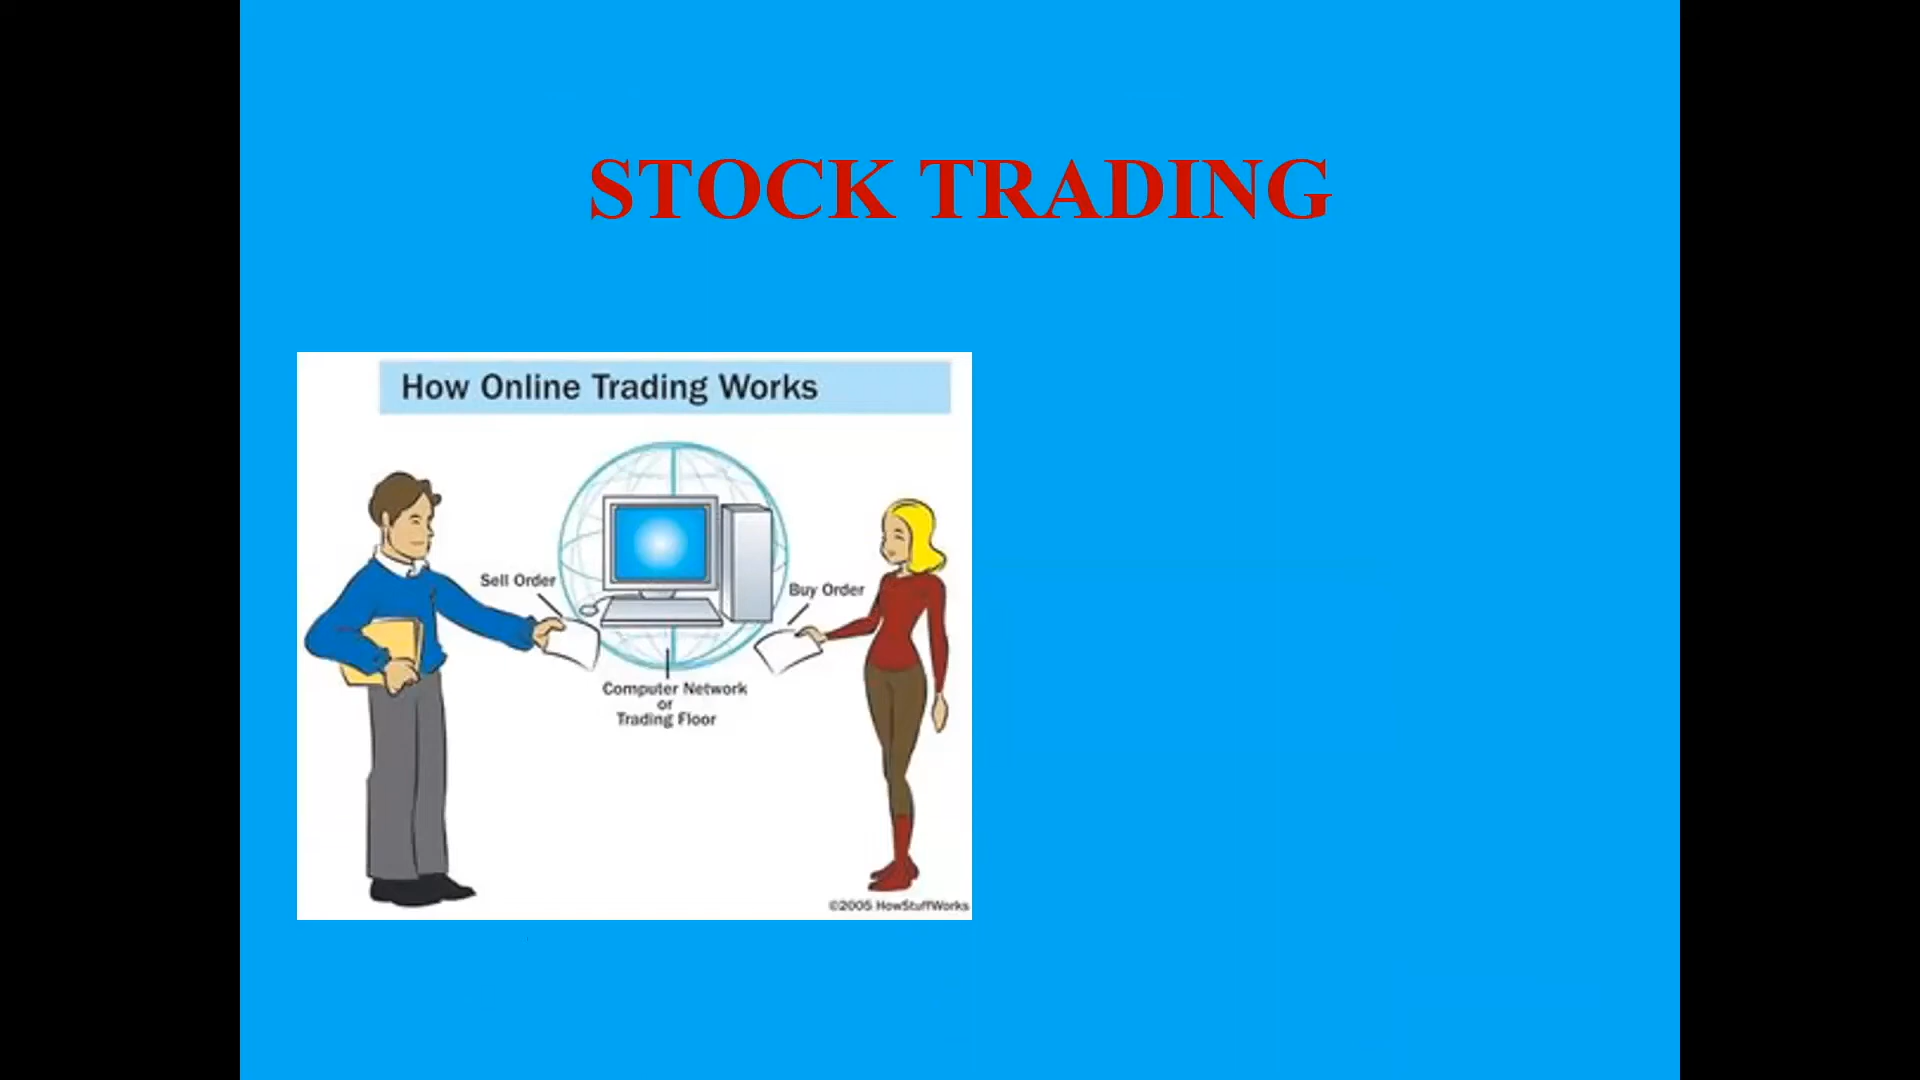 STOCK TRADING
How Online Trading Works
Sell Order
Buy Order
Computer Network
or
Trading Floor
©2005 HowStuffWorks